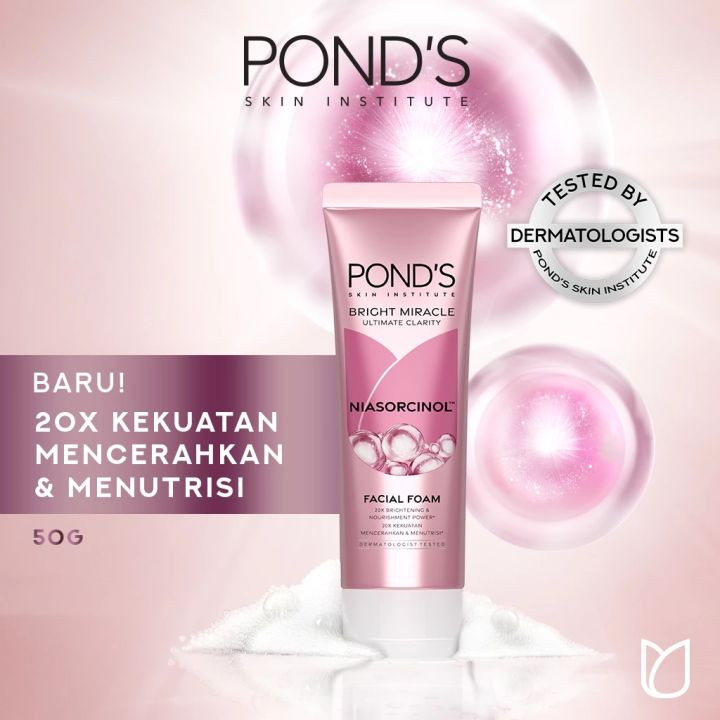 POND'S
SKIN INSTITUTE
TESTED BY
DERMATOLOGISTS
POND'S SKIN INSTITUTE
POND'S
SKIN INSTITUTE
BRIGHT MIRACLE
ULTIMATE CLARITY
NIASORCINOL™
FACIAL FOAM
20X BRIGHTENING &
NOURISHMENT POWER*
20X KEKUATAN
MENCERAHKAN & MENUTRISI*
DERMATOLOGIST TESTED
BARU!
20X KEKUATAN
MENCERAHKAN
& MENUTRISI
50G